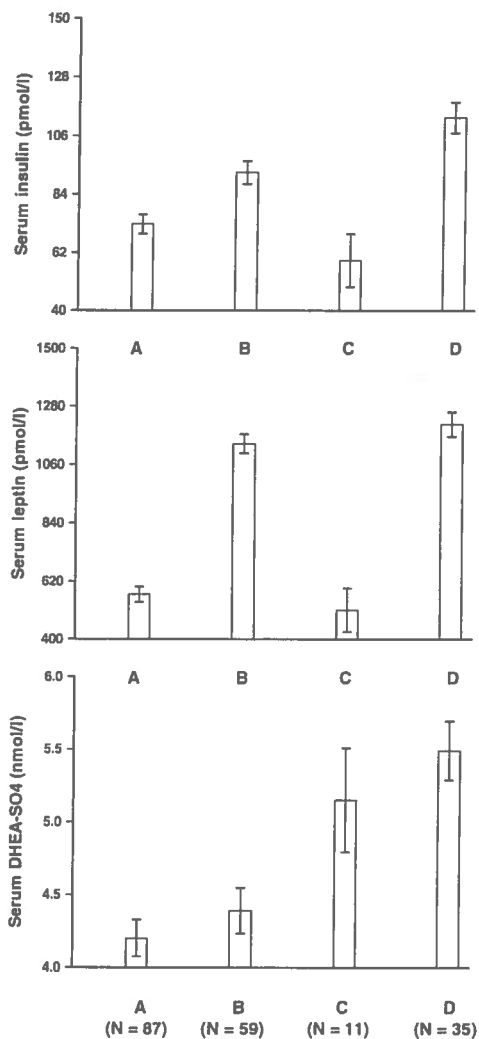 150
128
106
84
62
40
Serum insulin (pmol/l)
A B C D
1500
1280
1060
840
620
400
Serum leptin (pmol/l)
A B C D
6.0
5.5
5.0
4.5
4.0
Serum DHEA-SO4 (nmol/l)
A B C D
(N = 87) (N = 59) (N = 11) (N = 35)